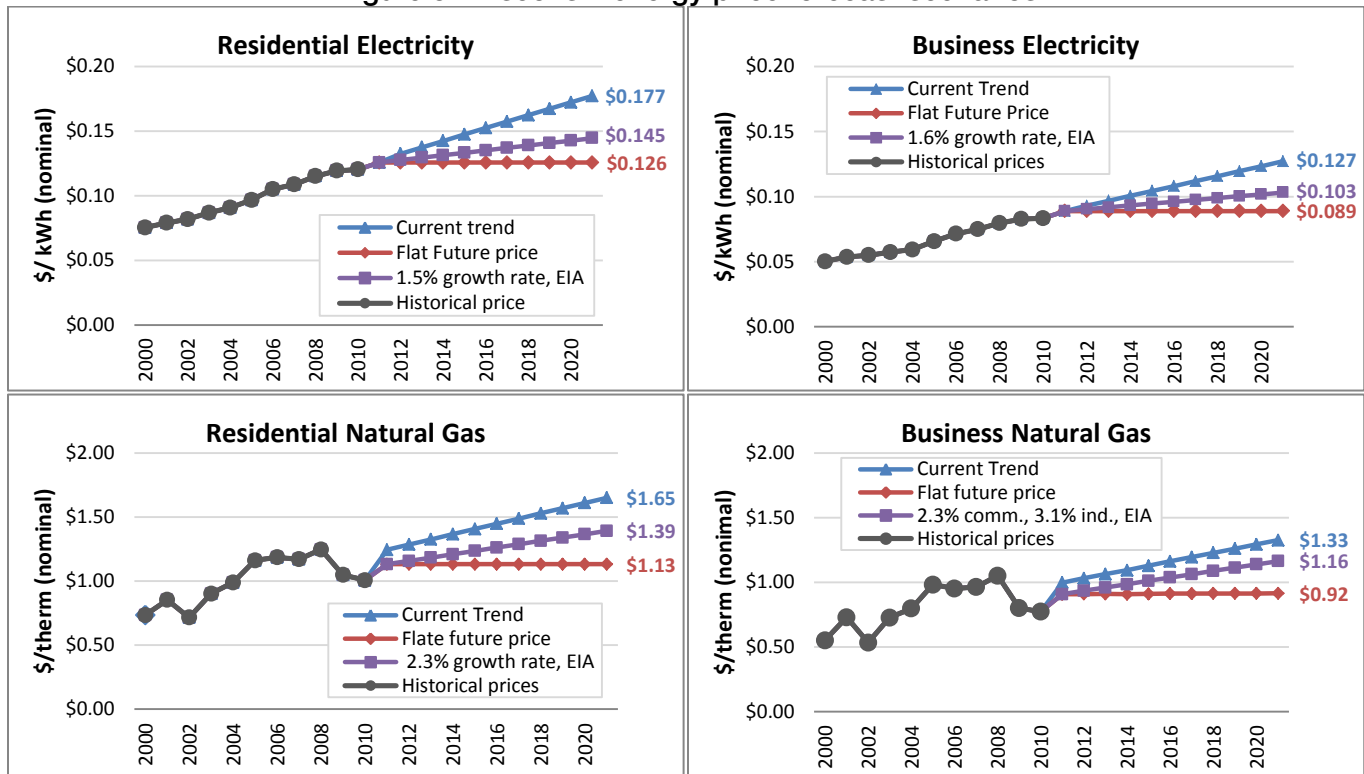 Residential Electricity
$/ kWh (nominal)
$0.20
$0.15
$0.10
$0.05
$0.00
$0.177
$0.145
$0.126
Current trend
Flat Future price
1.5% growth rate, EIA
Historical price
2000 2002 2004 2006 2008 2010 2012 2014 2016 2018 2020
Business Electricity
$/kWh (nominal)
$0.20
$0.15
$0.10
$0.05
$0.00
Current Trend
Flat Future Price
1.6% growth rate, EIA
Historical prices
$0.127
$0.103
$0.089
2000 2002 2004 2006 2008 2010 2012 2014 2016 2018 2020
Residential Natural Gas
$/therm (nominal)
$2.00
$1.50
$1.00
$0.50
$0.00
$1.65
$1.39
$1.13
Current Trend
Flate future price
2.3% growth rate, EIA
Historical prices
2000 2002 2004 2006 2008 2010 2012 2014 2016 2018 2020
Business Natural Gas
$/therm (nonimal)
$2.00
$1.50
$1.00
$0.50
$0.00
Current Trend
Flat future price
2.3% comm., 3.1% ind., EIA
Historical prices
$1.33
$1.16
$0.92
2000 2002 2004 2006 2008 2010 2012 2014 2016 2018 2020